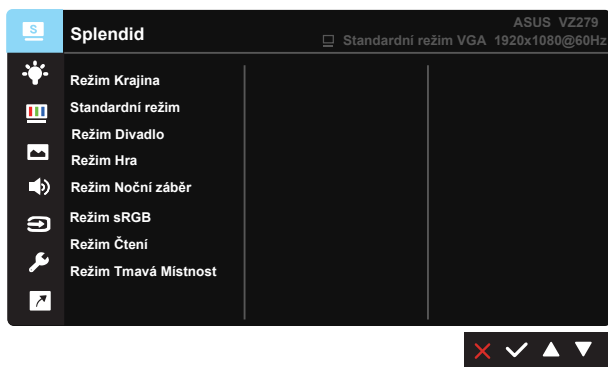 S
Splendid
ASUS VZ279
Standardní režim VGA 1920x1080@60Hz
Režim Krajina
Standardní režim
Režim Divadlo
Režim Hra
Režim Noční záběr
Režim sRGB
Režim Čtení
Režim Tmavá Místnost